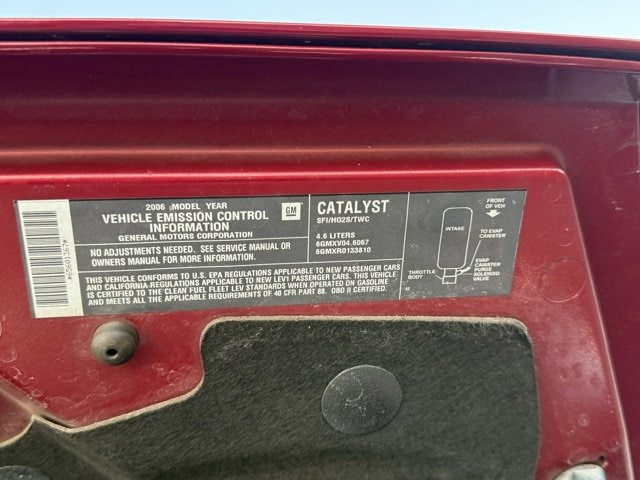 2006 MODEL YEAR
VEHICLE EMISSION CONTROL
INFORMATION
GENERAL MOTORS CORPORATION
GM
NO ADJUSTMENTS NEEDED. SEE SERVICE MANUAL OR
OWNERS MANUAL FOR MORE INFORMATION.
CATALYST
SFI/HO2S/TWC
4.6 LITERS
6GMXV04.6067
6GMXR0133810
THIS VEHICLE CONFORMS TO U.S. EPA REGULATIONS APPLICABLE TO NEW PASSENGER CARS
AND CALIFORNIA REGULATIONS APPLICABLE TO NEW LEV1 PASSENGER CARS. THIS VEHICLE
IS CERTIFIED TO THE CLEAN FUEL FLEET LEV STANDARDS WHEN OPERATED ON GASOLINE
AND MEETS ALL THE APPLICABLE REQUIREMENTS OF 40 CFR PART 88. OBD II CERTIFIED.
FRONT
OF VEH
INTAKE
TO EVAP
CANISTER
THROTTLE
BODY
EVAP
CANISTER
PURGE
SOLENOID
VALVE